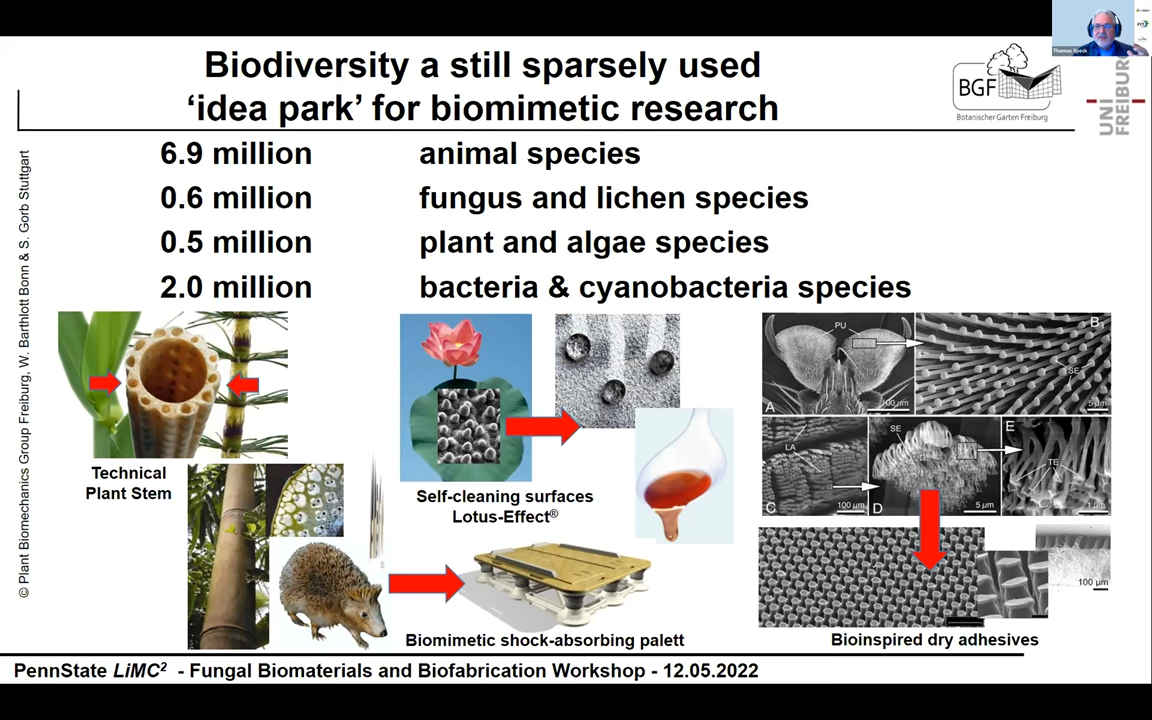 Thomas Speck
Biodiversity a still sparsely used
‘idea park’ for biomimetic research
BGF
Botanischer Garten Freiburg
UNI
FREIBURG
6.9 million animal species
0.6 million fungus and lichen species
0.5 million plant and algae species
2.0 million bacteria & cyanobacteria species
© Plant Biomechanics Group Freiburg, W. Barthlott Bonn & S. Gorb Stuttgart
Technical
Plant Stem
Self-cleaning surfaces
Lotus-Effect®
Biomimetic shock-absorbing palett
PU
A
100 µm
B
SE
5 µm
LA
C
100 µm
SE
D
5 µm
E
TE
1 µm
100 µm
Bioinspired dry adhesives
PennState LiMC² - Fungal Biomaterials and Biofabrication Workshop - 12.05.2022